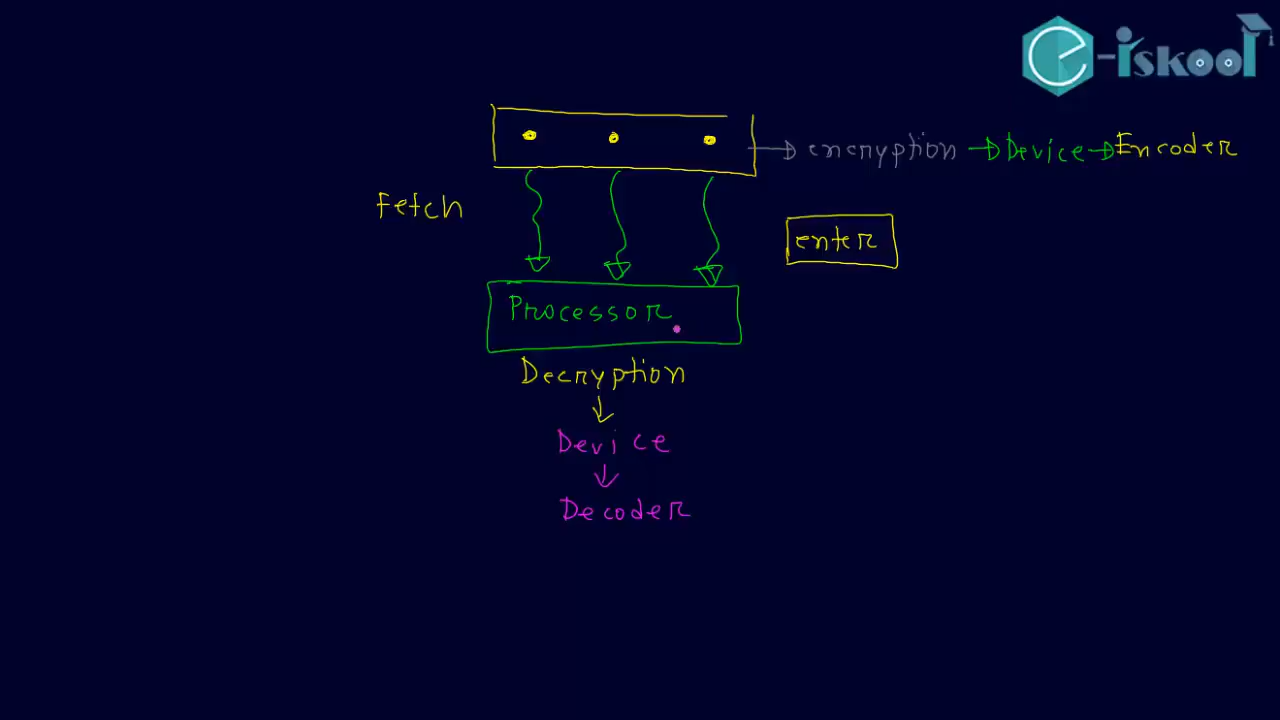 e-iskool
encryption Device Encoder
Fetch
enter
Processor
Decryption
Device
Decoder